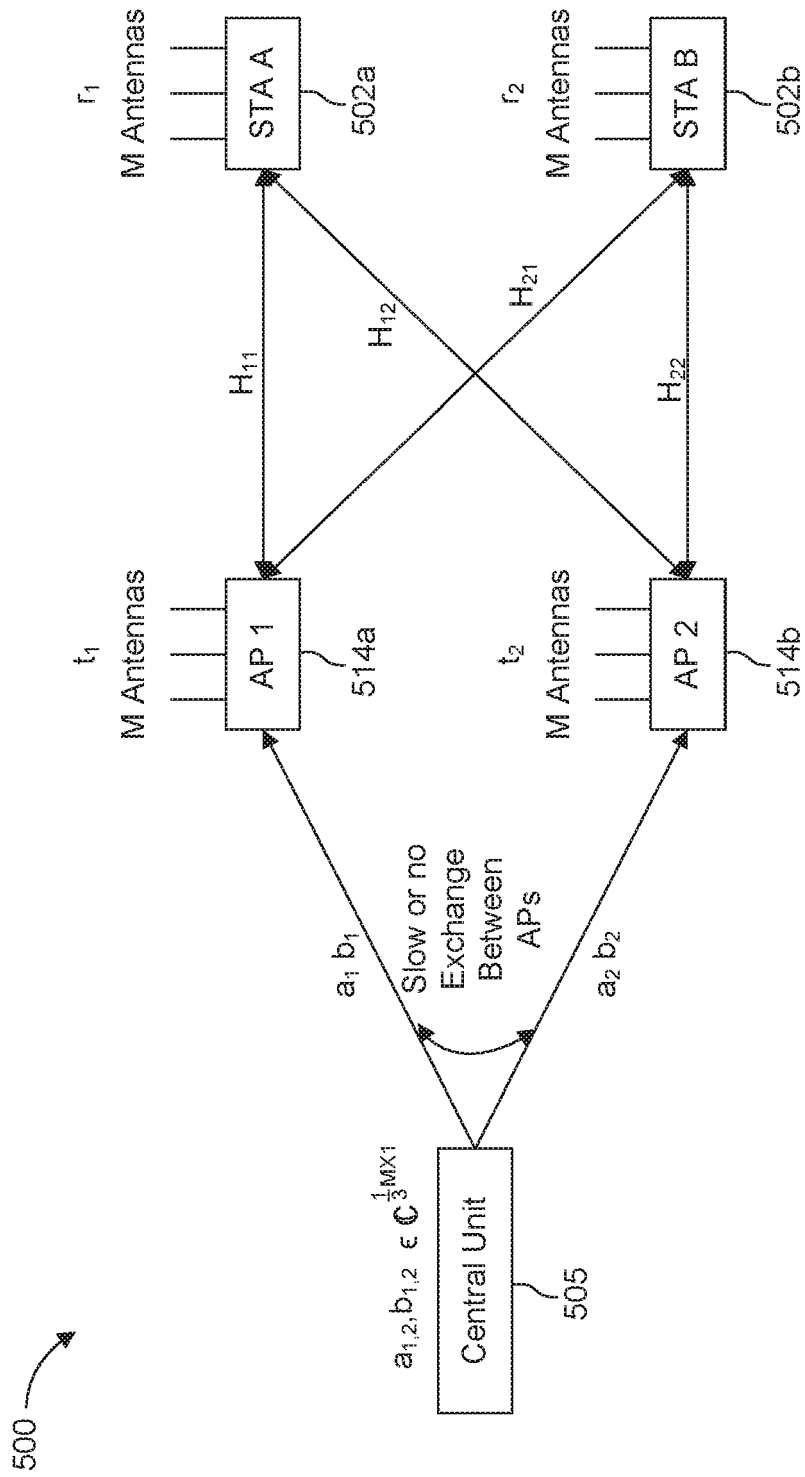 500
a₁,₂,b₁,₂ ϵ ℂ^⅓MX1
Central Unit
505
a₁ b₁
Slow or no
Exchange
Between
APs
a₂ b₂
t₁
M Antennas
AP 1
514a
t₂
M Antennas
AP 2
514b
H₁₁
H₁₂
H₂₁
H₂₂
r₁
M Antennas
STA A
502a
r₂
M Antennas
STA B
502b